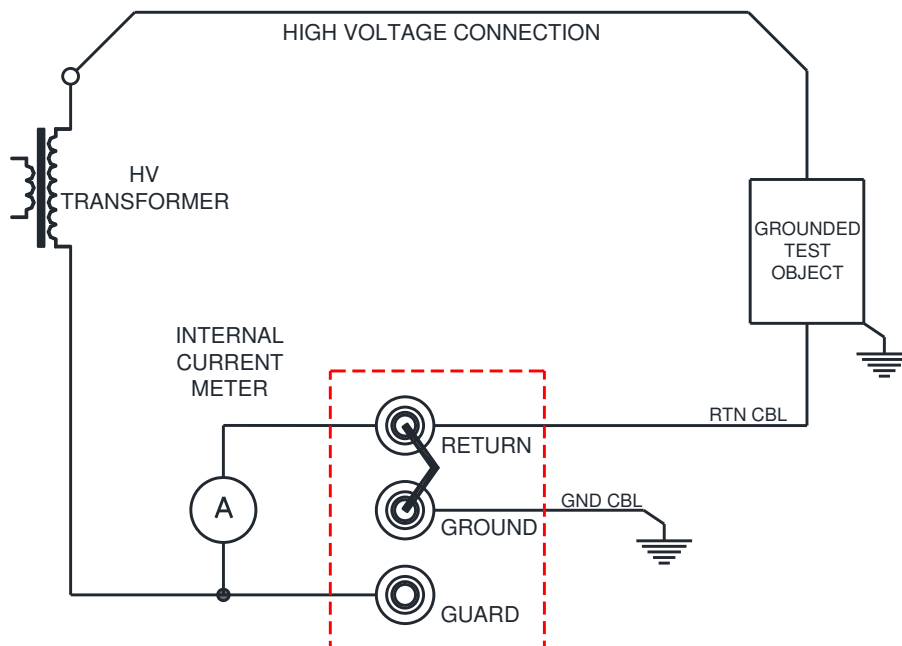 HIGH VOLTAGE CONNECTION
HV
TRANSFORMER
GROUNDED
TEST
OBJECT
INTERNAL
CURRENT
METER
RTN CBL
RETURN
A
GND CBL
GROUND
GUARD